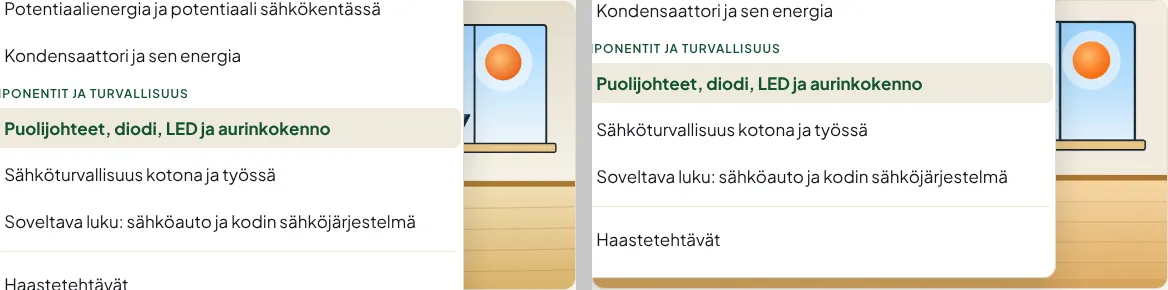 Potentiaalienergia ja potentiaali sähkökentässä
Kondensaattori ja sen energia
PONENTIT JA TURVALLISUUS
Puolijohteet, diodi, LED ja aurinkokenno
Sähköturvallisuus kotona ja työssä
Soveltava luku: sähköauto ja kodin sähköjärjestelmä
Haastetehtävät
Kondensaattori ja sen energia
PONENTIT JA TURVALLISUUS
Puolijohteet, diodi, LED ja aurinkokenno
Sähköturvallisuus kotona ja työssä
Soveltava luku: sähköauto ja kodin sähköjärjestelmä
Haastetehtävät